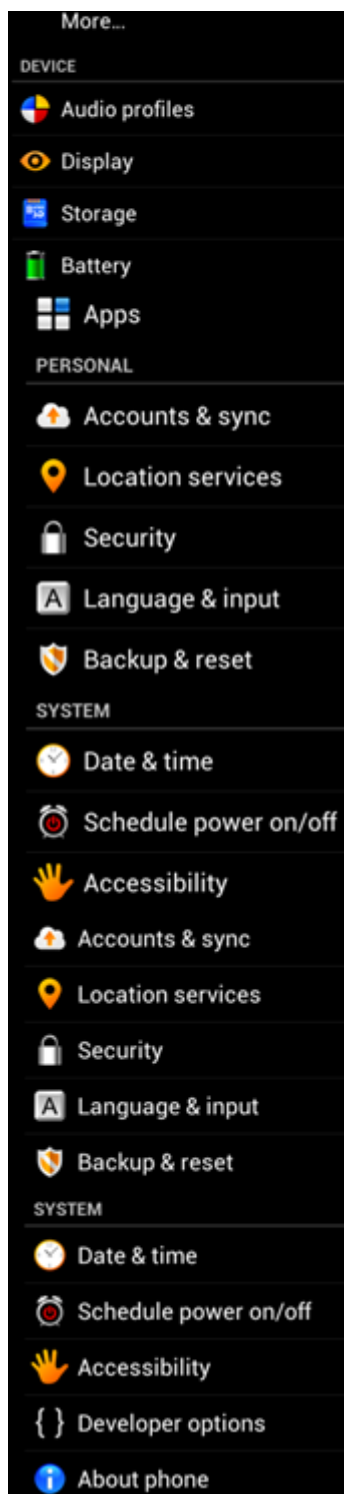 More...
DEVICE
Audio profiles
Display
Storage
Battery
Apps
PERSONAL
Accounts & sync
Location services
Security
A Language & input
Backup & reset
SYSTEM
Date & time
Schedule power on/off
Accessibility
Accounts & sync
Location services
Security
A Language & input
Backup & reset
SYSTEM
Date & time
Schedule power on/off
Accessibility
{ } Developer options
About phone